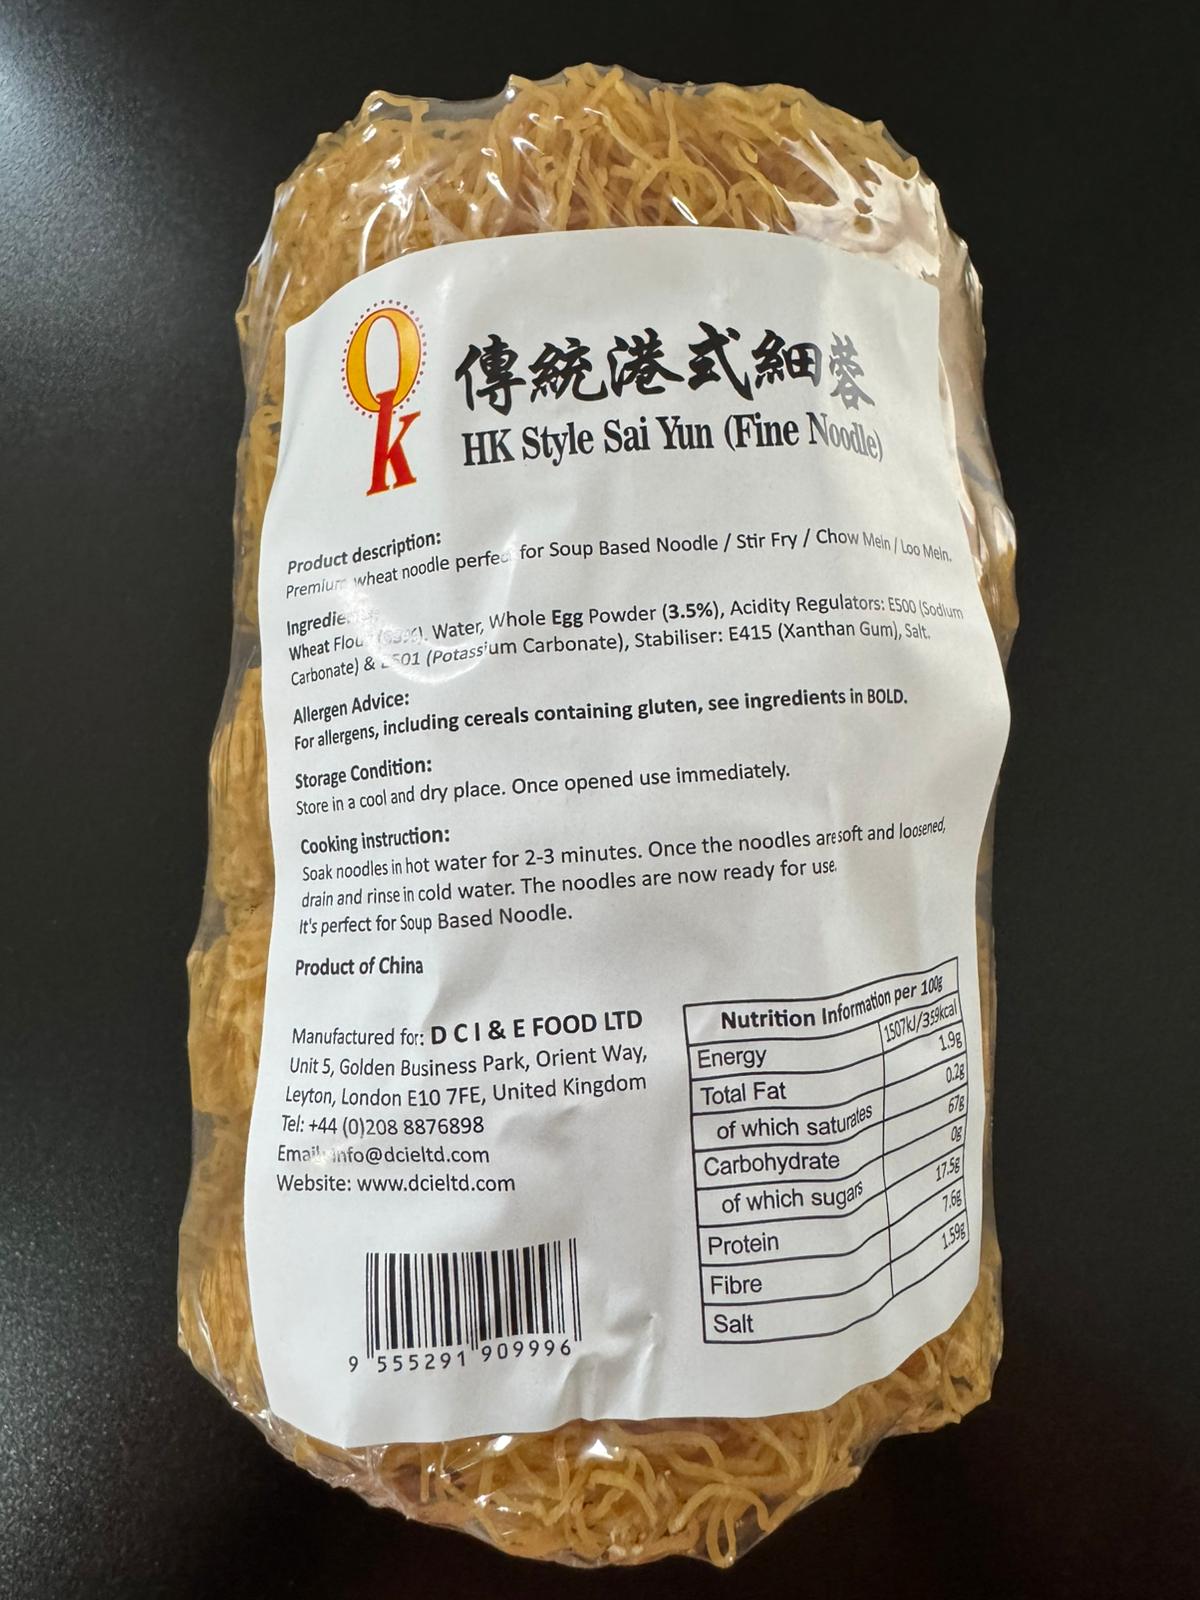 Ok
傳統港式細蓉
HK Style Sai Yun (Fine Noodle)
Product description:
Premium wheat noodle perfect for Soup Based Noodle / Stir Fry / Chow Mein / Loo Mein.
Wheat Flour Water, Whole Egg Powder (3.5%), Acidity Regulators: E500 (Sodium
Carbonate) & E501 (Potassium Carbonate), Stabiliser: E415 (Xanthan Gum), Salt.
Allergen Advice:
For allergens, including cereals containing gluten, see ingredients in BOLD.
Storage Condition:
Store in a cool and dry place. Once opened use immediately.
Cooking instruction:
Soak noodles in hot water for 2-3 minutes. Once the noodles are soft and loosened,
drain and rinse in cold water. The noodles are now ready for use.
It's perfect for Soup Based Noodle.
Product of China
Manufactured for: D C I & E FOOD LTD
Unit 5, Golden Business Park, Orient Way,
Leyton, London E10 7FE, United Kingdom
Tel: +44 (0)208 8876898
Email: info@dcieltd.com
Website: www.dcieltd.com
9 555291 909996
Nutrition Information per 100g
Energy 1507kJ/359kcal
Total Fat 1.9g
of which saturates 0.2g
Carbohydrate 67g
of which sugars 0g
Protein 17.5g
Fibre 7.6g
Salt 1.59g